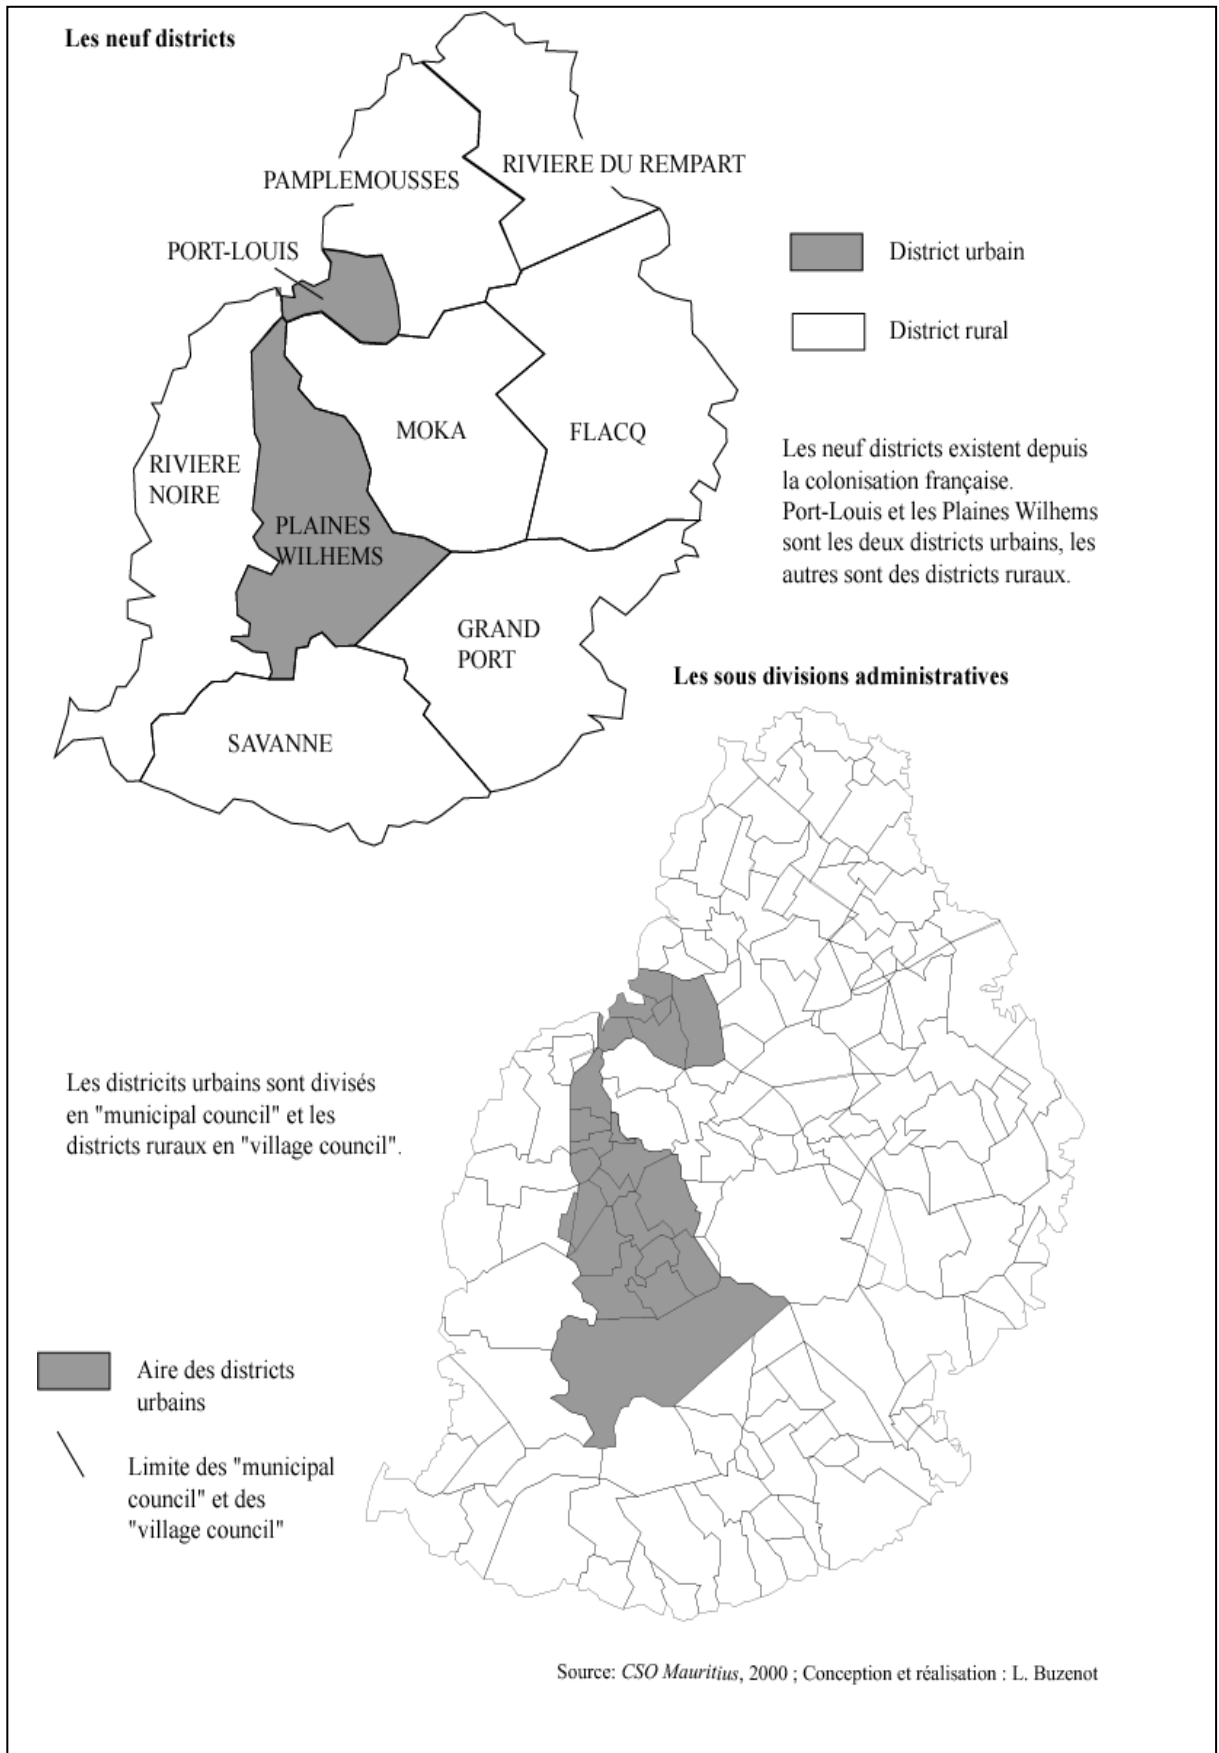 Les neuf districts
RIVIERE DU REMPART
PAMPLEMOUSSES
PORT-LOUIS
District urbain
District rural
MOKA
FLACQ
RIVIERE
NOIRE
PLAINES
WILHEMS
Les neuf districts existent depuis
la colonisation française.
Port-Louis et les Plaines Wilhems
sont les deux districts urbains, les
autres sont des districts ruraux.
GRAND
PORT
SAVANNE
Les sous divisions administratives
Les districits urbains sont divisés
en "municipal council" et les
districts ruraux en "village council".
Aire des districts
urbains
Limite des "municipal
council" et des
"village council"
Source: CSO Mauritius, 2000 ; Conception et réalisation : L. Buzenot